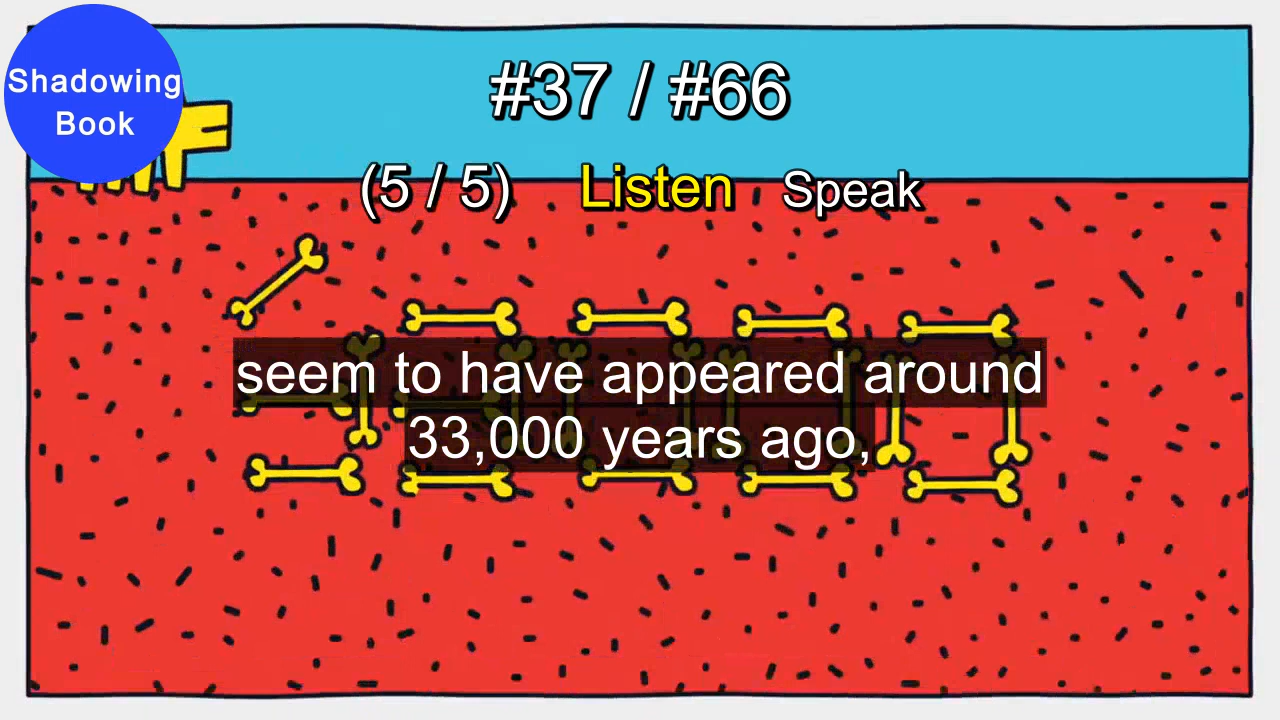 Shadowing
Book
#37 / #66
(5 / 5) Listen Speak
seem to have appeared around
33,000 years ago,